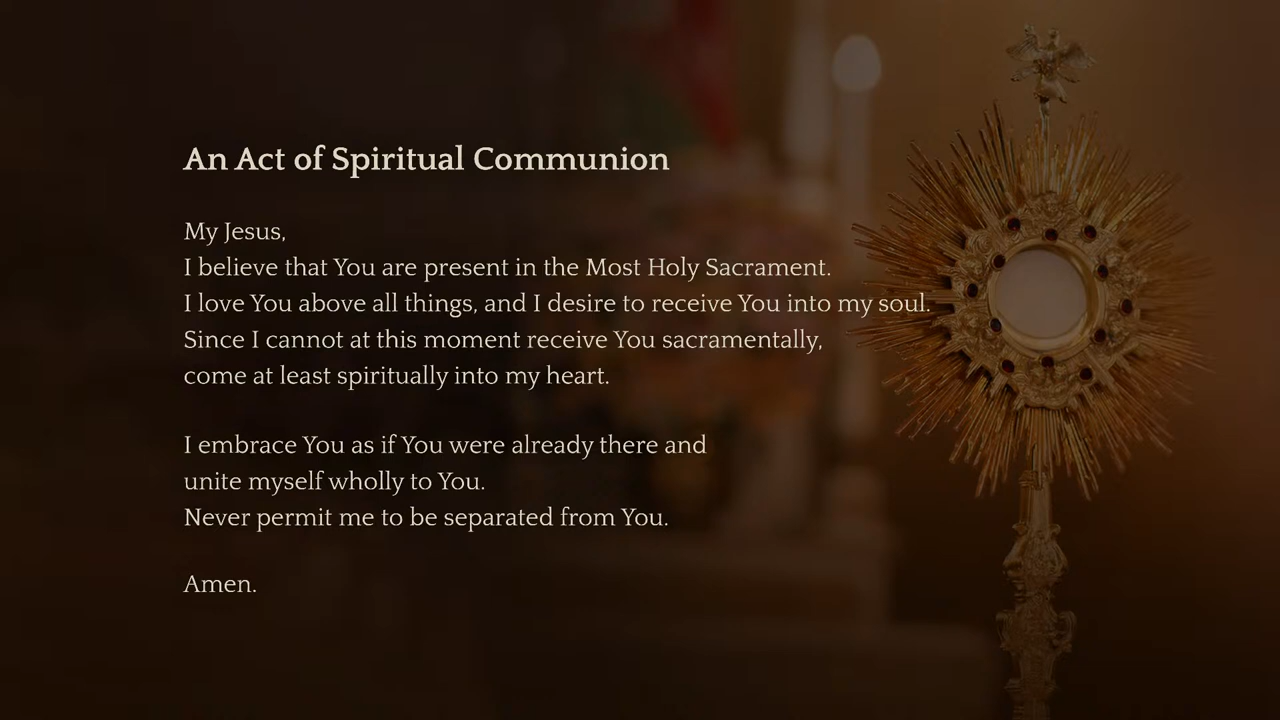 An Act of Spiritual Communion
My Jesus,
I believe that You are present in the Most Holy Sacrament.
I love You above all things, and I desire to receive You into my soul.
Since I cannot at this moment receive You sacramentally,
come at least spiritually into my heart.
I embrace You as if You were already there and
unite myself wholly to You.
Never permit me to be separated from You.
Amen.